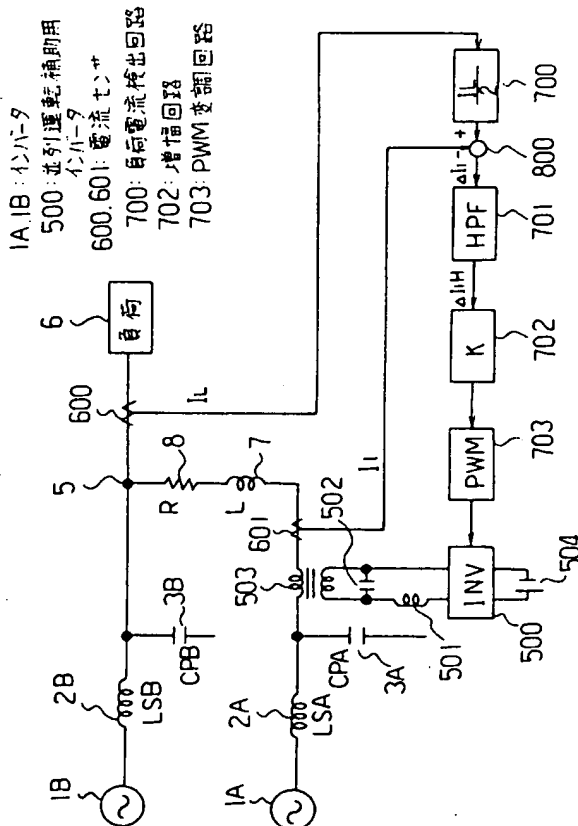 1A,1B:インバータ
500:並列運転補助用
インバータ
600,601:電流センサ
700:負荷電流検出回路
702:増幅回路
703:PWM変調回路
6
負荷
600
5
IL
8
R
7
L
601
I1
503
502
501
INV
500
504
PWM
703
K
702
ΔI1H
HPF
701
ΔI1
-
+
800
IL
2
700
1B
2B
LSB
3B
CPB
1A
2A
LSA
CPA
3A